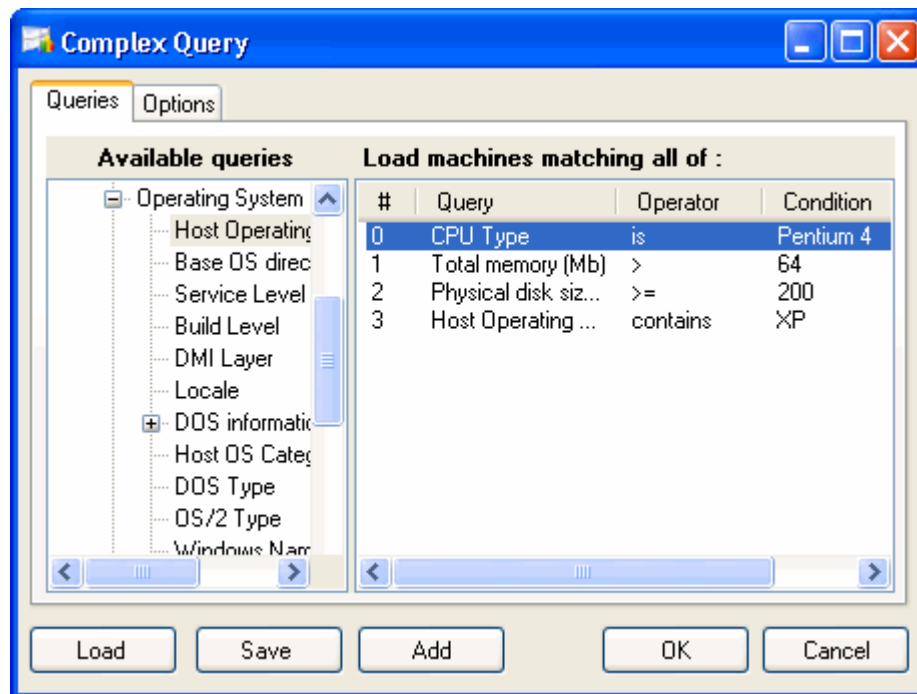 Complex Query
Queries Options
Available queries
Operating System
Host Operating
Base OS direc
Service Level
Build Level
DMI Layer
Locale
DOS informatic
Host OS Categ
DOS Type
OS/2 Type
Windows Nam
Load machines matching all of :
# Query Operator Condition
0 CPU Type is Pentium 4
1 Total memory (Mb) > 64
2 Physical disk siz... >= 200
3 Host Operating ... contains XP
Load Save Add OK Cancel